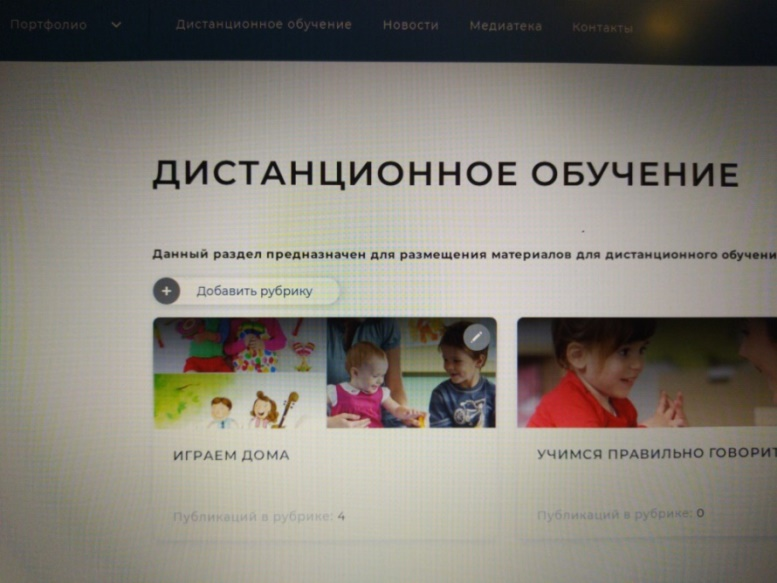 Портфолио Дистанционное обучение Новости Медиатека Контакты
ДИСТАНЦИОННОЕ ОБУЧЕНИЕ
Данный раздел предназначен для размещения материалов для дистанционного обучени
+ Добавить рубрику
ИГРАЕМ ДОМА
УЧИМСЯ ПРАВИЛЬНО ГОВОРИТ
Публикаций в рубрике: 4
Публикаций в рубрике: 0